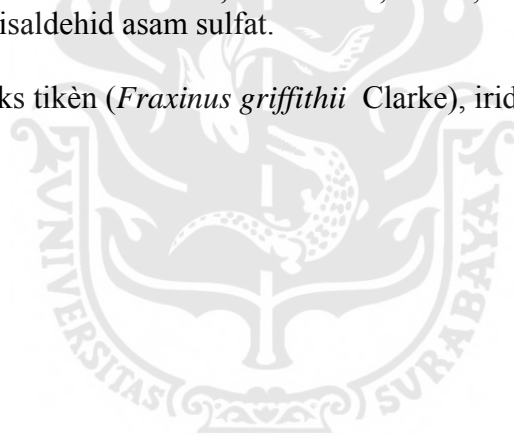 isaldehid asam sulfat.
ks tikèn (Fraxinus griffithii Clarke), irid
UNIVERSITAS SURABAYA